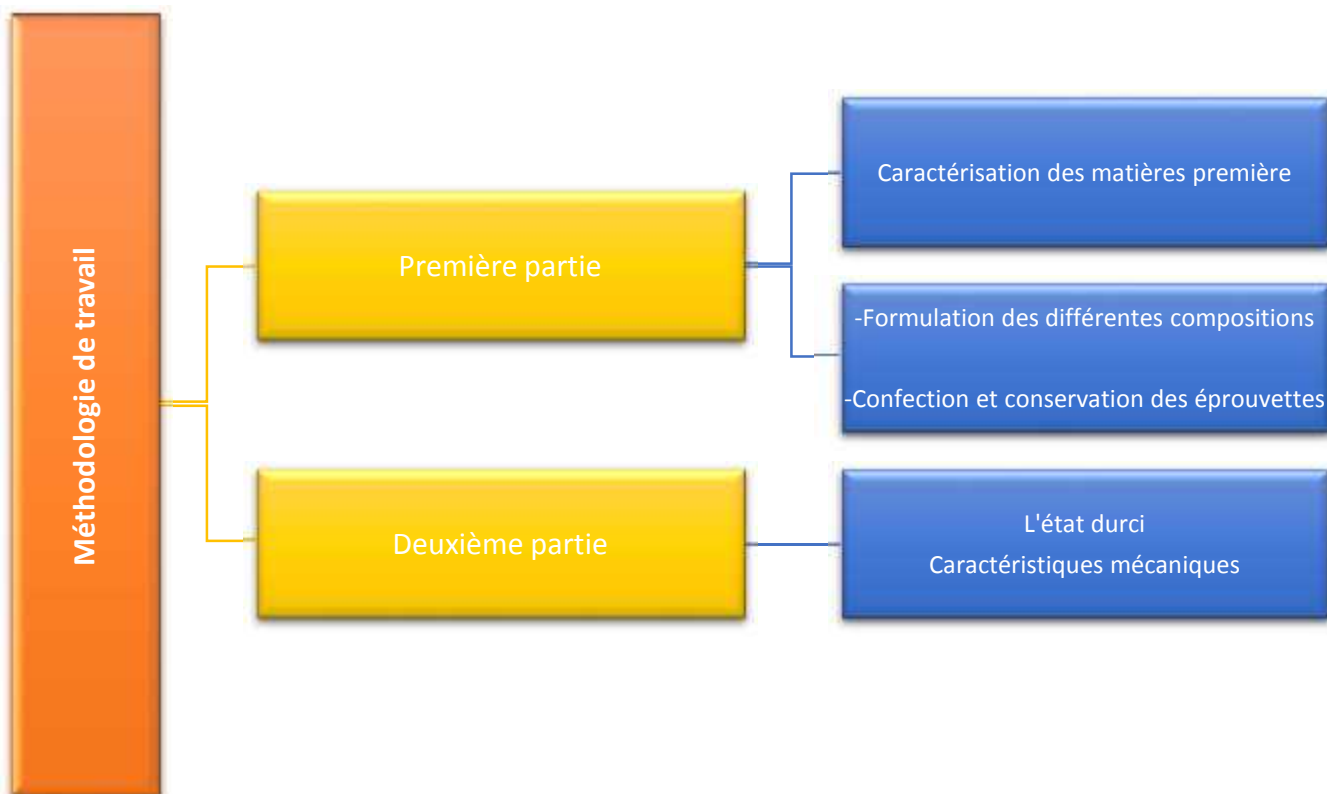 Méthodologie de travail
Première partie
Caractérisation des matières première
-Formulation des différentes compositions
-Confection et conservation des éprouvettes
Deuxième partie
L'état durci
Caractéristiques mécaniques